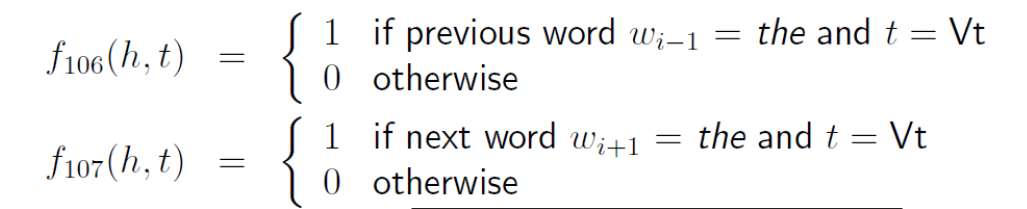 f₁₀₆(h, t) = { 1 if previous word wᵢ₋₁ = the and t = Vt
0 otherwise
f₁₀₇(h, t) = { 1 if next word wᵢ₊₁ = the and t = Vt
0 otherwise